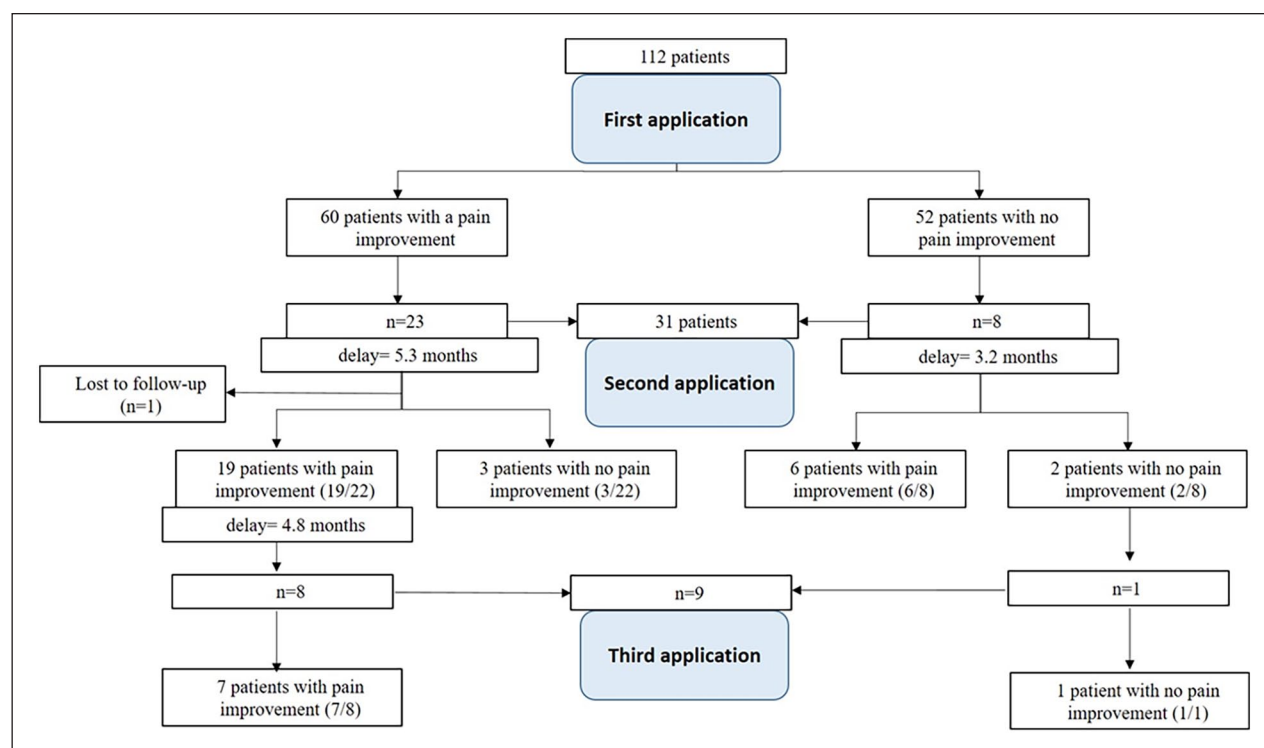 112 patients
First application
60 patients with a pain
improvement
52 patients with no
pain improvement
n=23
31 patients
n=8
delay= 5.3 months
Second application
delay= 3.2 months
Lost to follow-up
(n=1)
19 patients with pain
improvement (19/22)
3 patients with no pain
improvement (3/22)
6 patients with pain
improvement (6/8)
2 patients with no pain
improvement (2/8)
delay= 4.8 months
n=8
n=9
n=1
Third application
7 patients with pain
improvement (7/8)
1 patient with no pain
improvement (1/1)